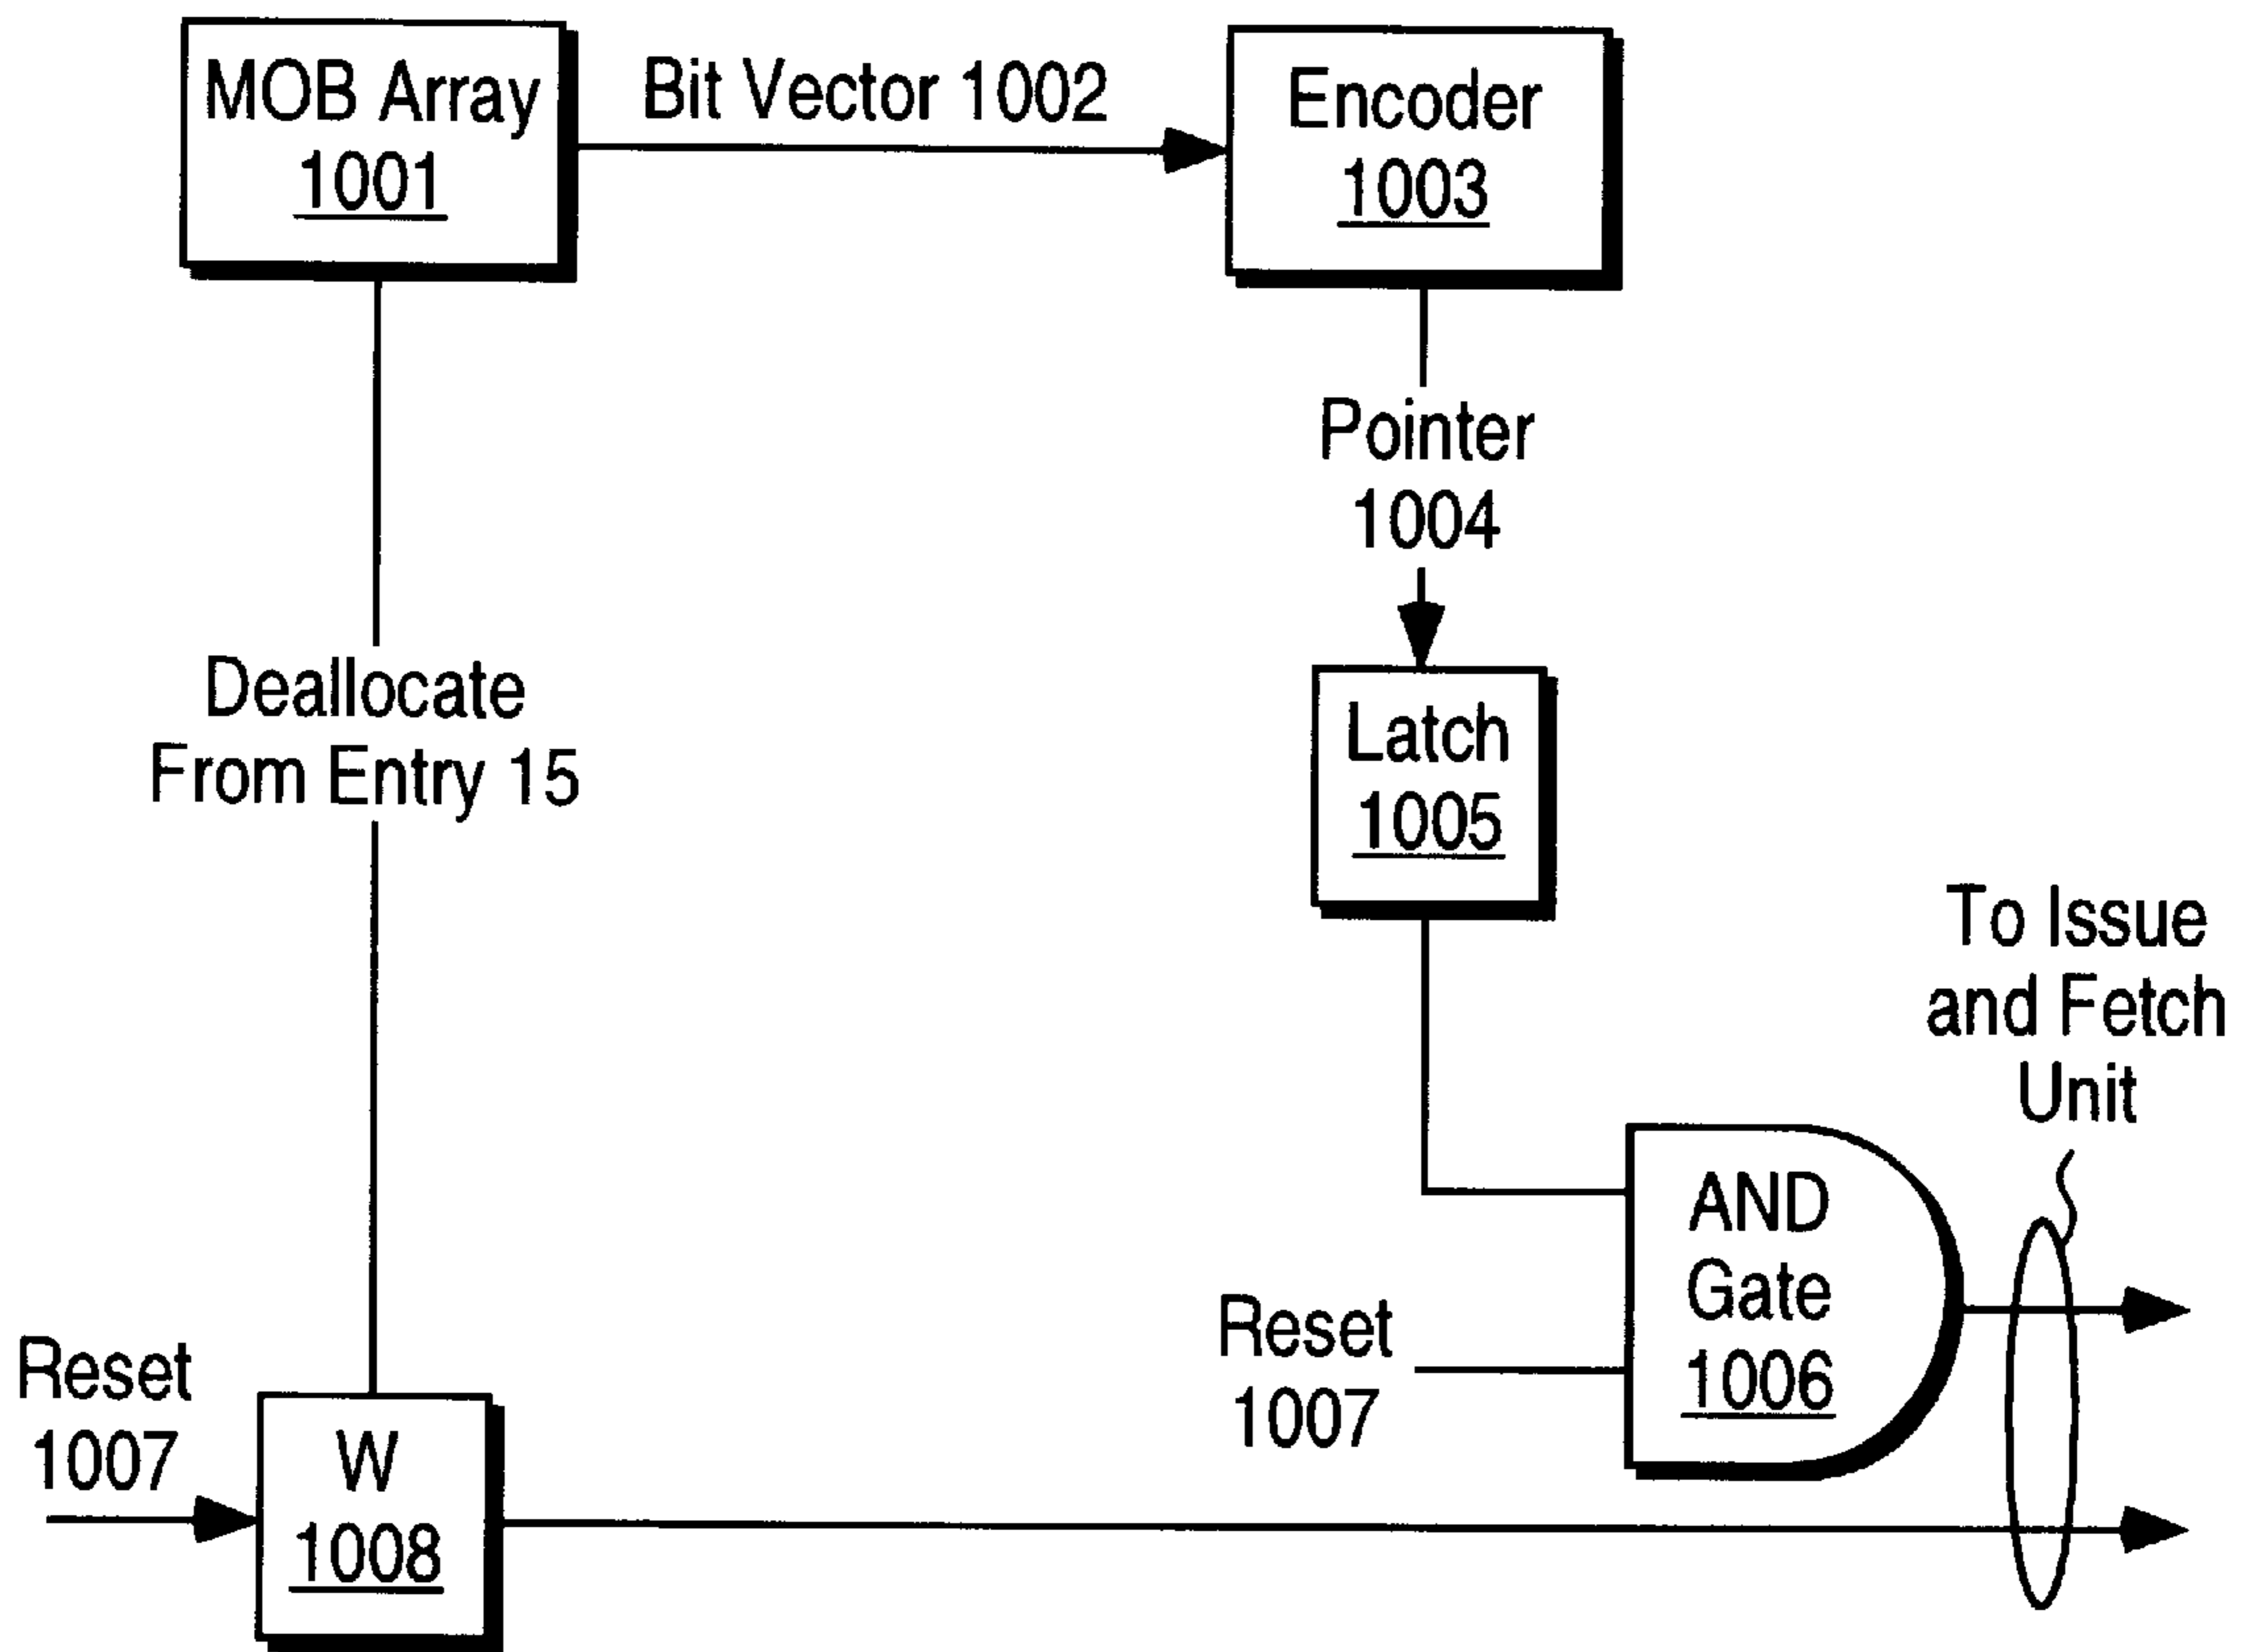 MOB Array
1001
Bit Vector 1002
Encoder
1003
Pointer
1004
Deallocate
From Entry 15
Latch
1005
To Issue
and Fetch
Unit
AND
Gate
1006
Reset
1007
Reset
1007
W
1008